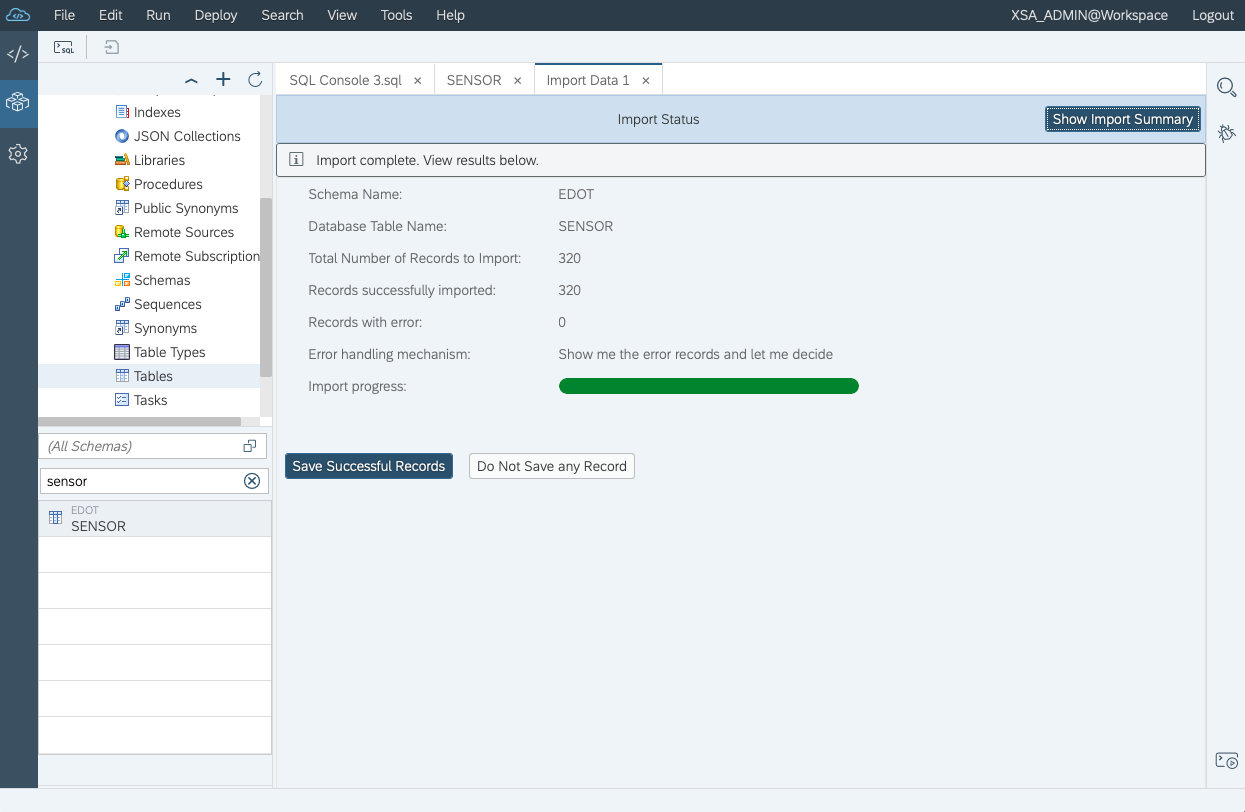 File Edit Run Deploy Search View Tools Help XSA_ADMIN@Workspace Logout
SQL
SQL Console 3.sql × SENSOR × Import Data 1 ×
Import Status Show Import Summary
Import complete. View results below.
Indexes
JSON Collections
Libraries
Procedures
Public Synonyms
Remote Sources
Remote Subscription
Schemas
Sequences
Synonyms
Table Types
Tables
Tasks
(All Schemas)
sensor
EDOT
SENSOR
Schema Name: EDOT
Database Table Name: SENSOR
Total Number of Records to Import: 320
Records successfully imported: 320
Records with error: 0
Error handling mechanism: Show me the error records and let me decide
Import progress:
Save Successful Records Do Not Save any Record